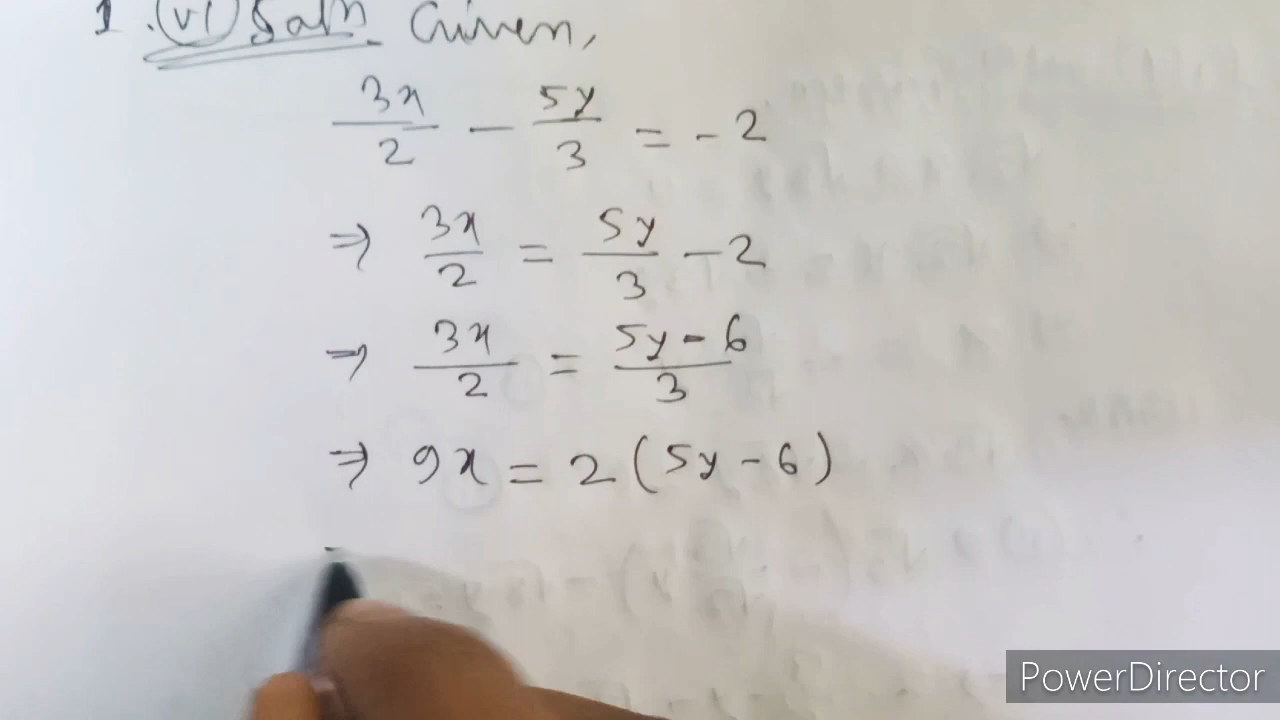 1. (vi) Soln. Given,
3x/2 - 5y/3 = -2
⇒ 3x/2 = 5y/3 - 2
⇒ 3x/2 = 5y-6/3
⇒ 9x = 2(5y-6)
PowerDirector